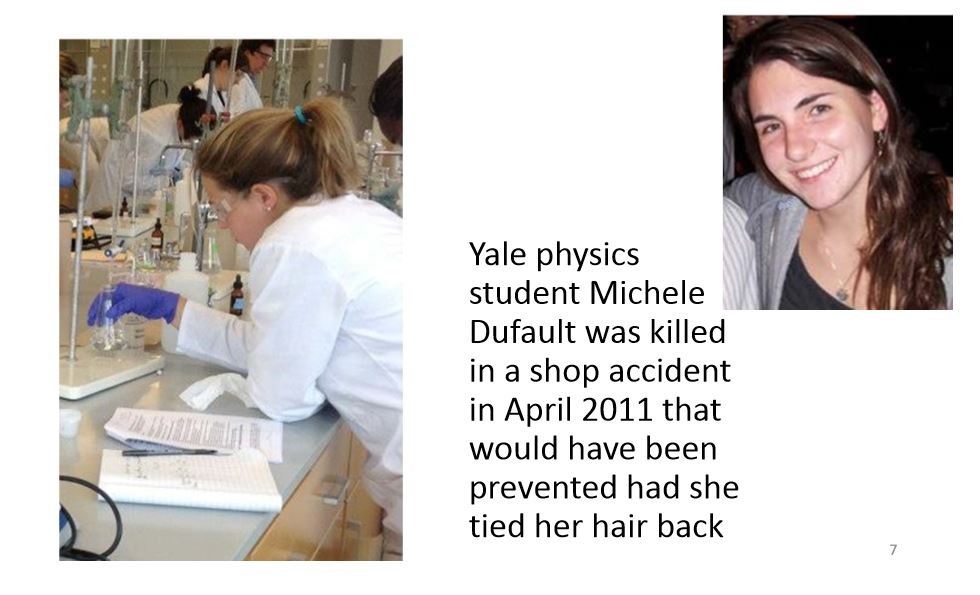 Yale physics
student Michele
Dufault was killed
in a shop accident
in April 2011 that
would have been
prevented had she
tied her hair back
7